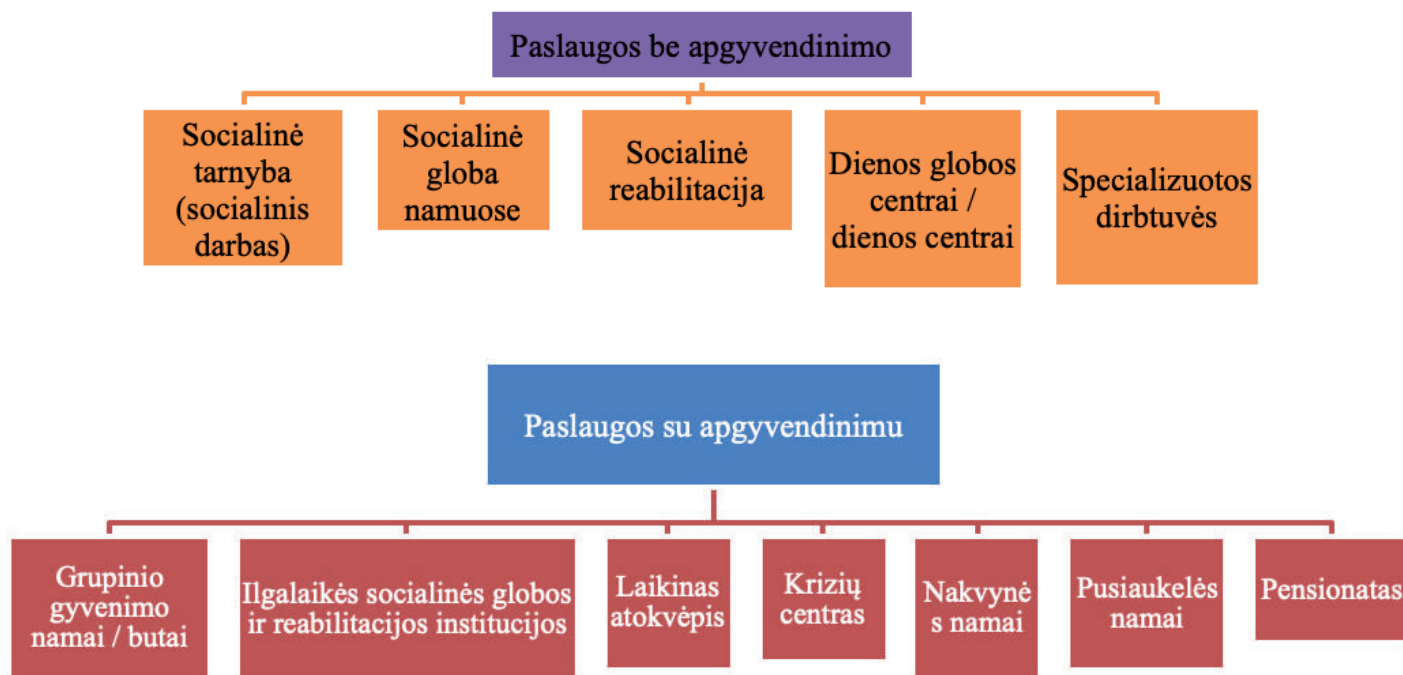 Paslaugos be apgyvendinimo
Socialinė
tarnyba
(socialinis
darbas)
Socialinė
globa
namuose
Socialinė
reabilitacija
Dienos globos
centrai /
dienos centrai
Specializuotos
dirbtuvės
Paslaugos su apgyvendinimu
Grupinio
gyvenimo
namai / butai
Ilgalaikės socialinės globos
ir reabilitacijos institucijos
Laikinas
atokvėpis
Krizių
centras
Nakvynė
s namai
Pusiaukelės
namai
Pensionatas